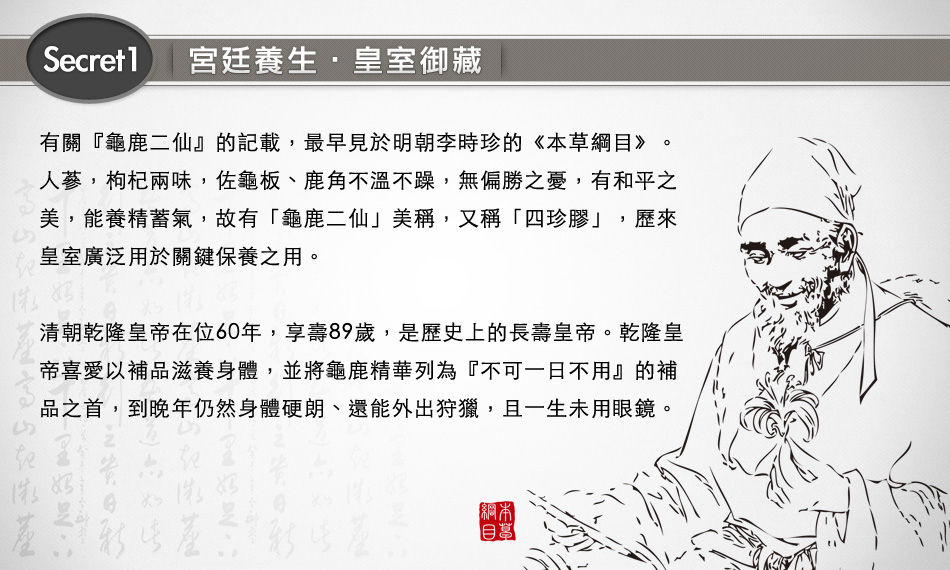 Secret1
宮廷養生·皇室御藏
有關『龜鹿二仙』的記載，最早見於明朝李時珍的《本草綱目》。
人蔘，枸杞兩味，佐龜板、鹿角不溫不躁，無偏勝之憂，有和平之
美，能養精蓄氣，故有「龜鹿二仙」美稱，又稱「四珍膠」，歷來
皇室廣泛用於關鍵保養之用。
清朝乾隆皇帝在位60年，享壽89歲，是歷史上的長壽皇帝。乾隆皇
帝喜愛以補品滋養身體，並將龜鹿精華列為『不可一日不用』的補
品之首，到晚年仍然身體硬朗、還能外出狩獵，且一生未用眼鏡。
本草
綱目